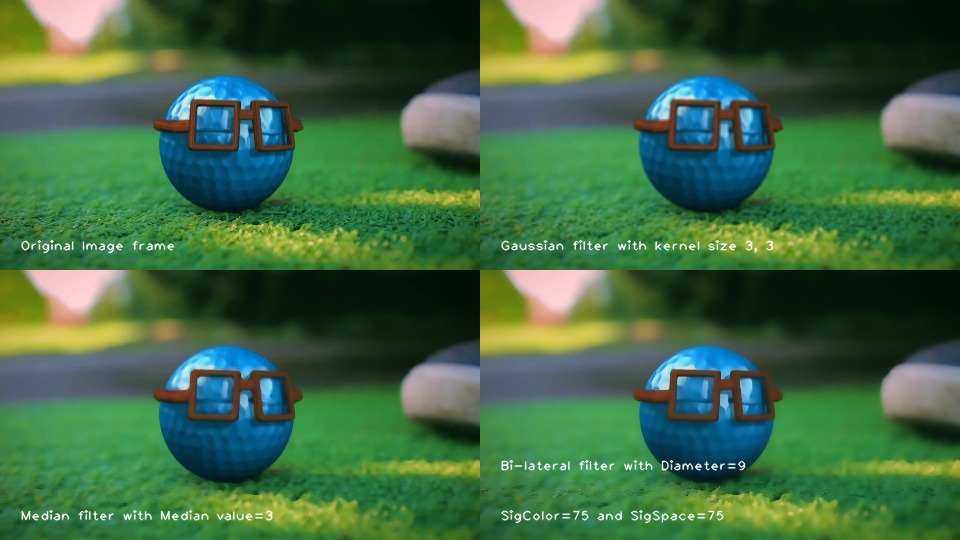 Original Image frame
Gaussian filter with kernel size 3, 3
Median filter with Median value=3
Bi-lateral filter with Diameter=9
SigColor=75 and SigSpace=75